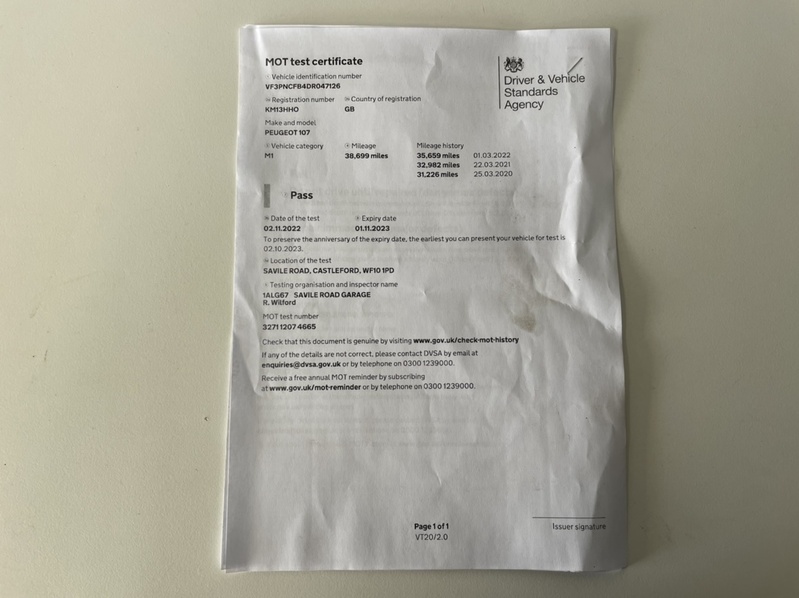 MOT test certificate
Vehicle identification number
VF3PNCFB4DR047126
Registration number Country of registration
KM13HHO GB
Make and model
PEUGEOT 107
Vehicle category Mileage Mileage history
M1 38,699 miles 35,659 miles 01.03.2022
32,982 miles 22.03.2021
31,226 miles 25.03.2020
Pass
Date of the test Expiry date
02.11.2022 01.11.2023
To preserve the anniversary of the expiry date, the earliest you can present your vehicle for test is
02.10.2023.
Location of the test
SAVILE ROAD, CASTLEFORD, WF10 1PD
Testing organisation and inspector name
1ALG67 SAVILE ROAD GARAGE
R. Wilford
MOT test number
3271 1207 4665
Check that this document is genuine by visiting www.gov.uk/check-mot-history
If any of the details are not correct, please contact DVSA by email at
enquiries@dvsa.gov.uk or by telephone on 0300 1239000.
Receive a free annual MOT reminder by subscribing
at www.gov.uk/mot-reminder or by telephone on 0300 1239000.
Driver & Vehicle
Standards
Agency
Page 1 of 1
VT20/2.0
Issuer signature